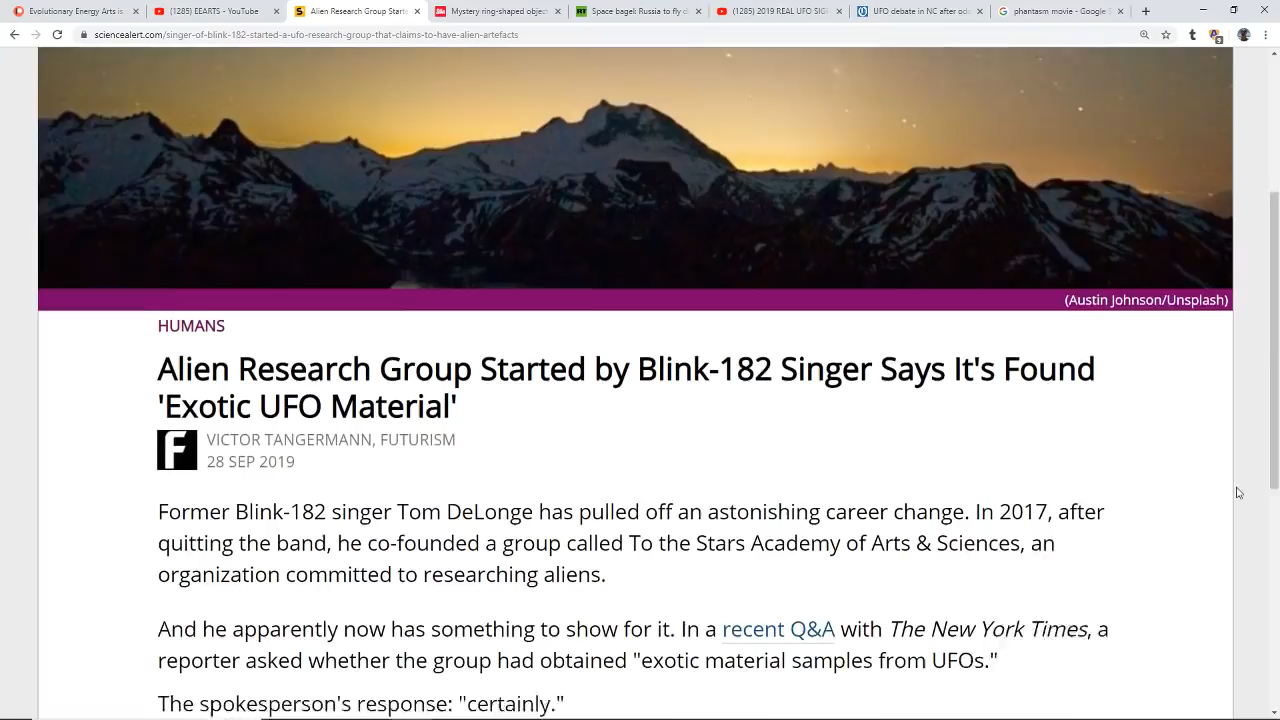 Evolutionary Energy Arts is
(1285) EEARTS - YouTube
Alien Research Group Starte
Mystery ring-shaped object
Space bagel: Russia to fly d
(1285) 2019 REAL UFO SIG
UFO debate in NC after odd
phantasm movie - Google S
sciencealert.com/singer-of-blink-182-started-a-ufo-research-group-that-claims-to-have-alien-artefacts
(Austin Johnson/Unsplash)
HUMANS
Alien Research Group Started by Blink-182 Singer Says It's Found
'Exotic UFO Material'
F
VICTOR TANGERMANN, FUTURISM
28 SEP 2019
Former Blink-182 singer Tom DeLonge has pulled off an astonishing career change. In 2017, after
quitting the band, he co-founded a group called To the Stars Academy of Arts & Sciences, an
organization committed to researching aliens.
And he apparently now has something to show for it. In a recent Q&A with The New York Times, a
reporter asked whether the group had obtained "exotic material samples from UFOs."
The spokesperson's response: "certainly."